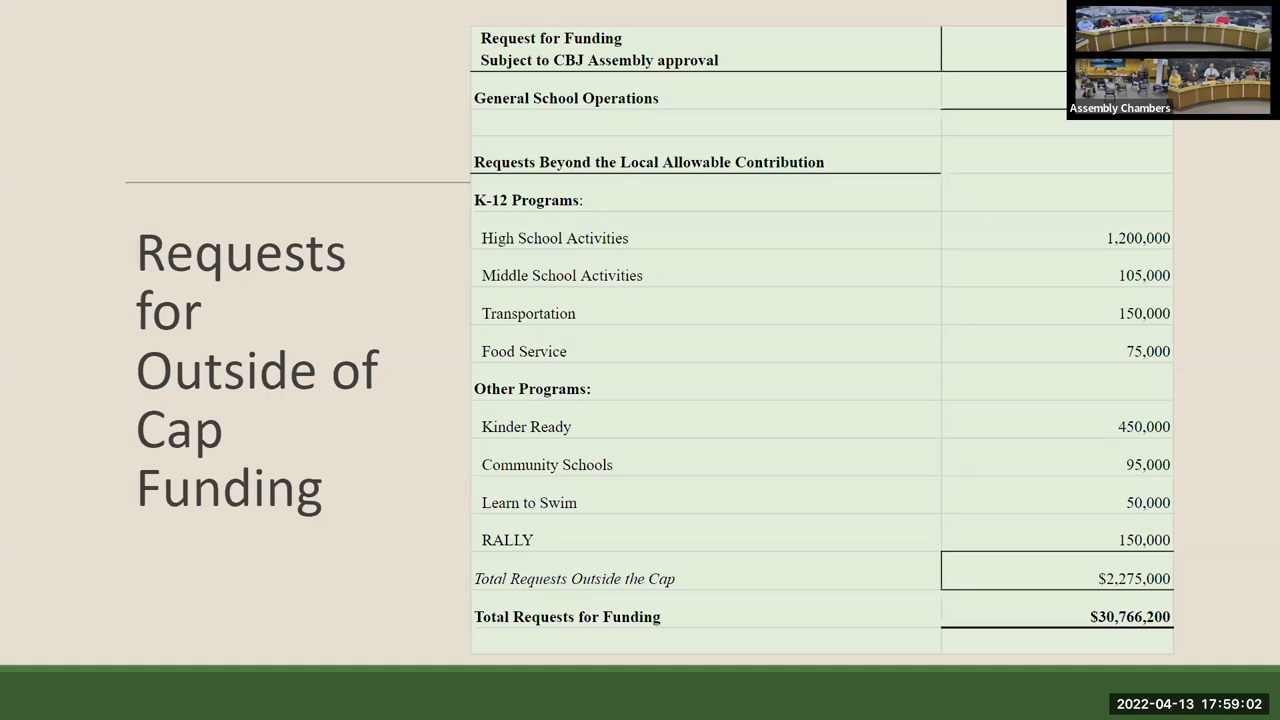 Requests
for
Outside of
Cap
Funding
Request for Funding
Subject to CBJ Assembly approval
General School Operations
Requests Beyond the Local Allowable Contribution
K-12 Programs:
High School Activities 1,200,000
Middle School Activities 105,000
Transportation 150,000
Food Service 75,000
Other Programs:
Kinder Ready 450,000
Community Schools 95,000
Learn to Swim 50,000
RALLY 150,000
Total Requests Outside the Cap $2,275,000
Total Requests for Funding $30,766,200
Assembly Chambers
2022-04-13 17:59:02